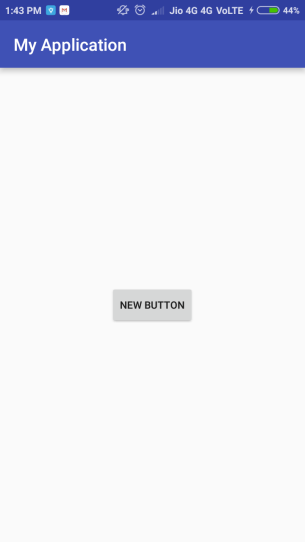 1:43 PM Jio 4G 4G VoLTE 44%
My Application
NEW BUTTON